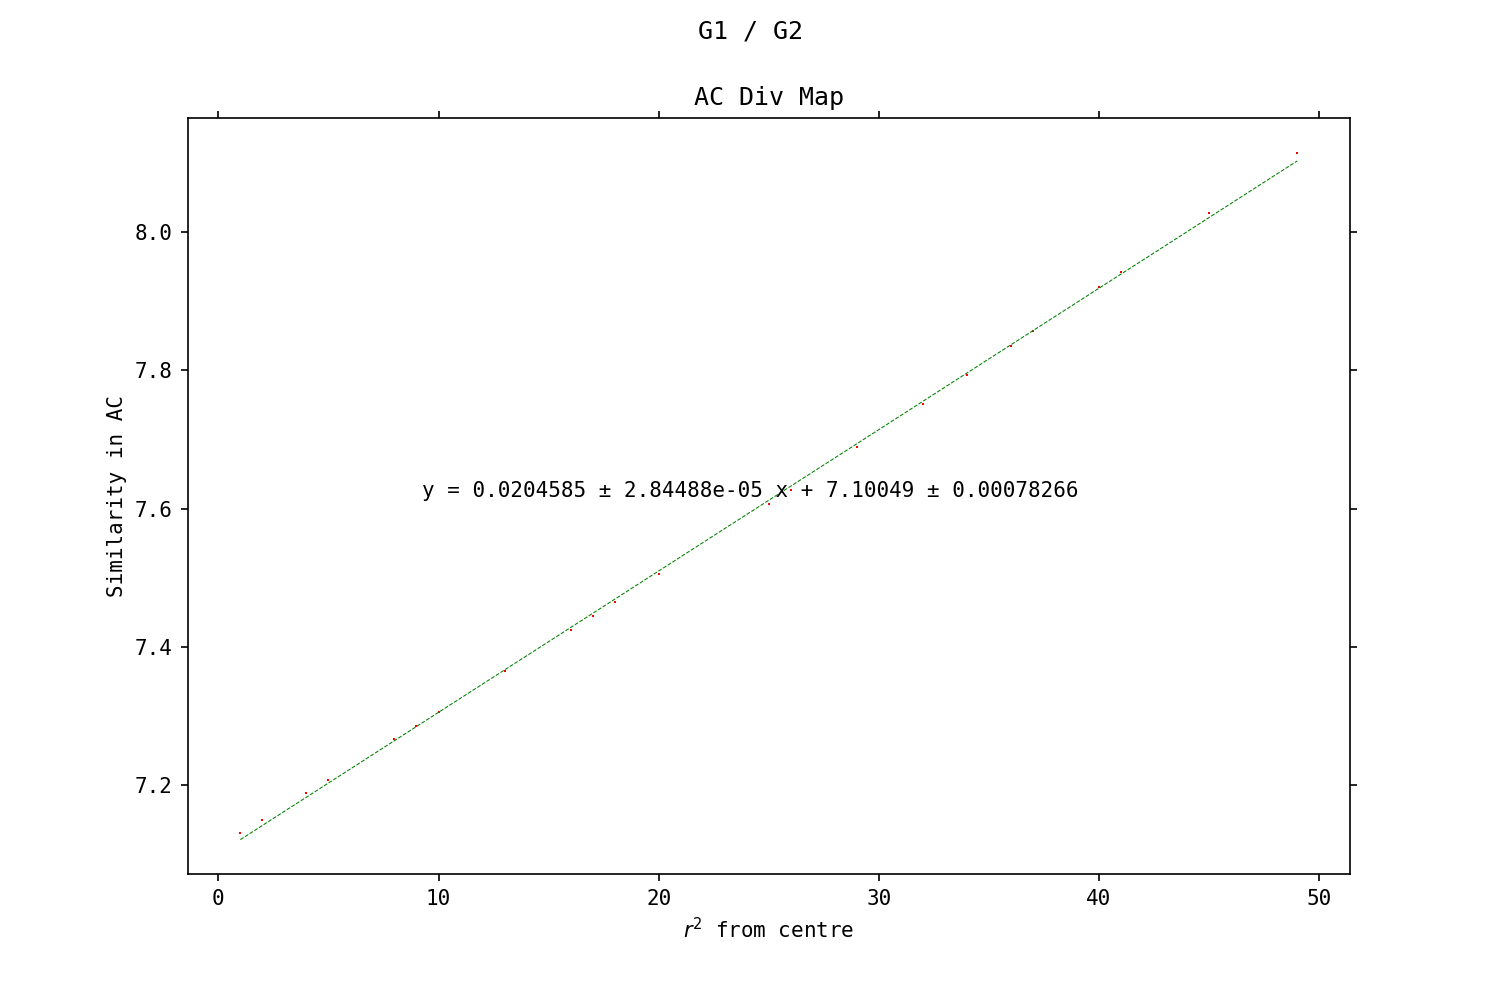 G1 / G2
AC Div Map
8.0
7.8
7.6
7.4
7.2
Similarity in AC
y = 0.0204585 ± 2.84488e-05 x + 7.10049 ± 0.00078266
0 10 20 30 40 50
r² from centre